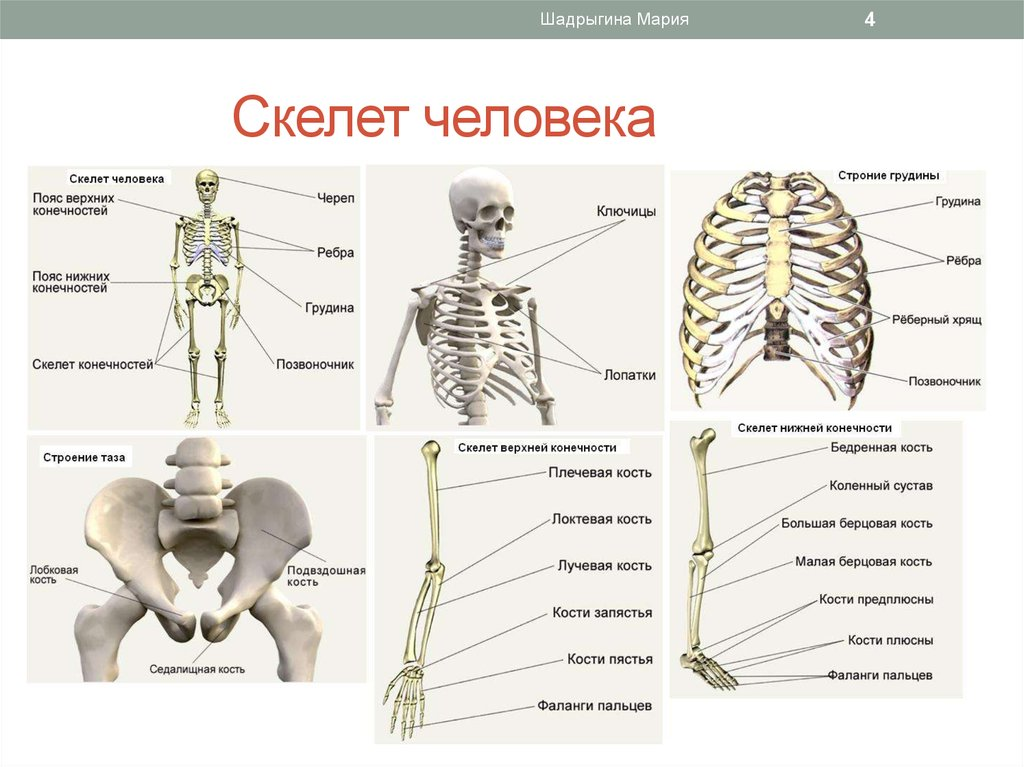 Шадрыгина Мария
4
Скелет человека
Скелет человека
Пояс верхних
конечностей
Череп
Ребра
Пояс нижних
конечностей
Грудина
Скелет конечностей
Позвоночник
Ключицы
Лопатки
Строние грудины
Грудина
Рёбра
Рёберный хрящ
Позвоночник
Строение таза
Лобковая
кость
Подвздошная
кость
Седалищная кость
Скелет верхней конечности
Плечевая кость
Локтевая кость
Лучевая кость
Кости запястья
Кости пястья
Фаланги пальцев
Скелет нижней конечности
Бедренная кость
Коленный сустав
Большая берцовая кость
Малая берцовая кость
Кости предплюсны
Кости плюсны
Фаланги пальцев